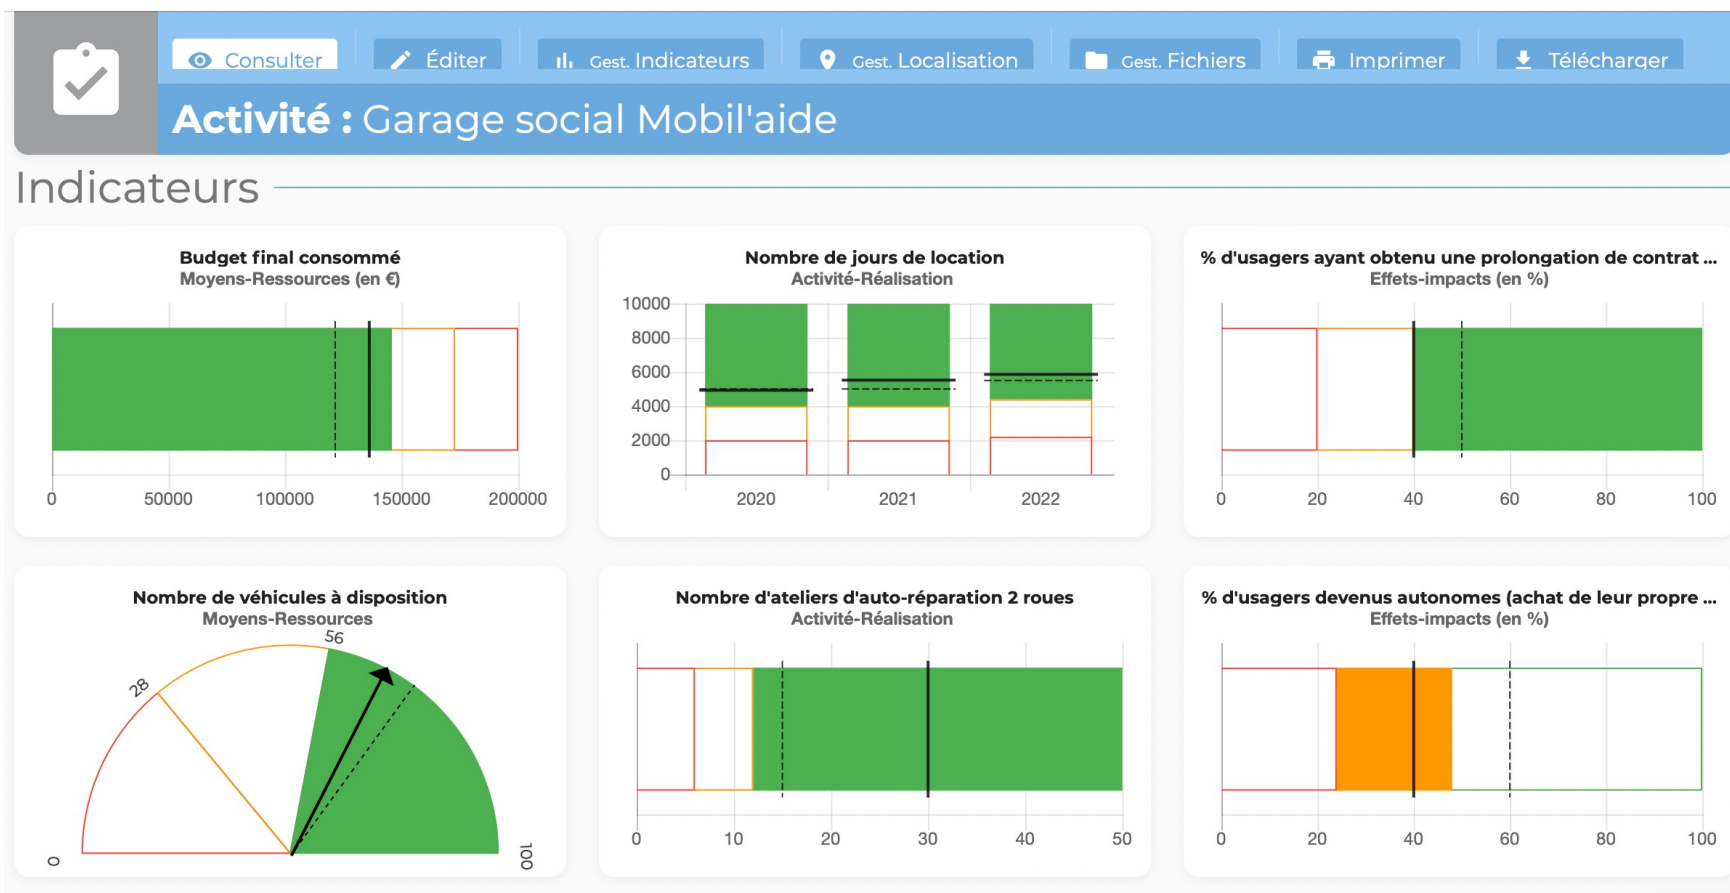 Consulter
Éditer
Gest. Indicateurs
Gest. Localisation
Gest. Fichiers
Imprimer
Télécharger
Activité : Garage social Mobil'aide
Indicateurs
Budget final consommé
Moyens-Ressources (en €)
0 50000 100000 150000 200000
Nombre de jours de location
Activité-Réalisation
10000
8000
6000
4000
2000
0
2020 2021 2022
% d'usagers ayant obtenu une prolongation de contrat ...
Effets-impacts (en %)
0 20 40 60 80 100
Nombre de véhicules à disposition
Moyens-Ressources
56
28
0
100
Nombre d'ateliers d'auto-réparation 2 roues
Activité-Réalisation
0 10 20 30 40 50
% d'usagers devenus autonomes (achat de leur propre ...
Effets-impacts (en %)
0 20 40 60 80 100